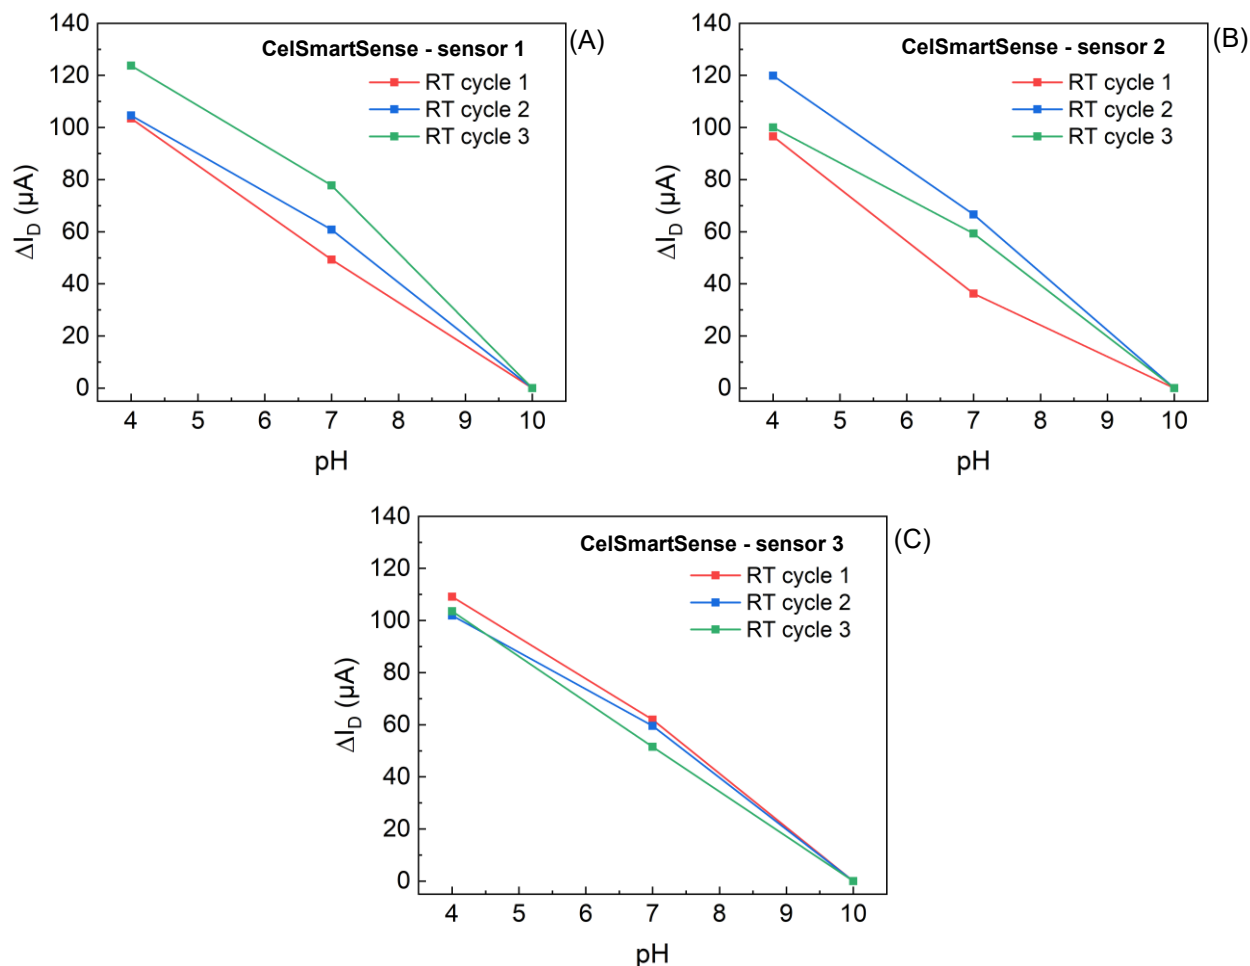 CelSmartSense - sensor 1
(A)
RT cycle 1
RT cycle 2
RT cycle 3
140
120
100
80
60
40
20
0
ΔI_D (µA)
4 5 6 7 8 9 10
pH
CelSmartSense - sensor 2
(B)
RT cycle 1
RT cycle 2
RT cycle 3
140
120
100
80
60
40
20
0
ΔI_D (µA)
4 5 6 7 8 9 10
pH
CelSmartSense - sensor 3
(C)
RT cycle 1
RT cycle 2
RT cycle 3
140
120
100
80
60
40
20
0
ΔI_D (µA)
4 5 6 7 8 9 10
pH